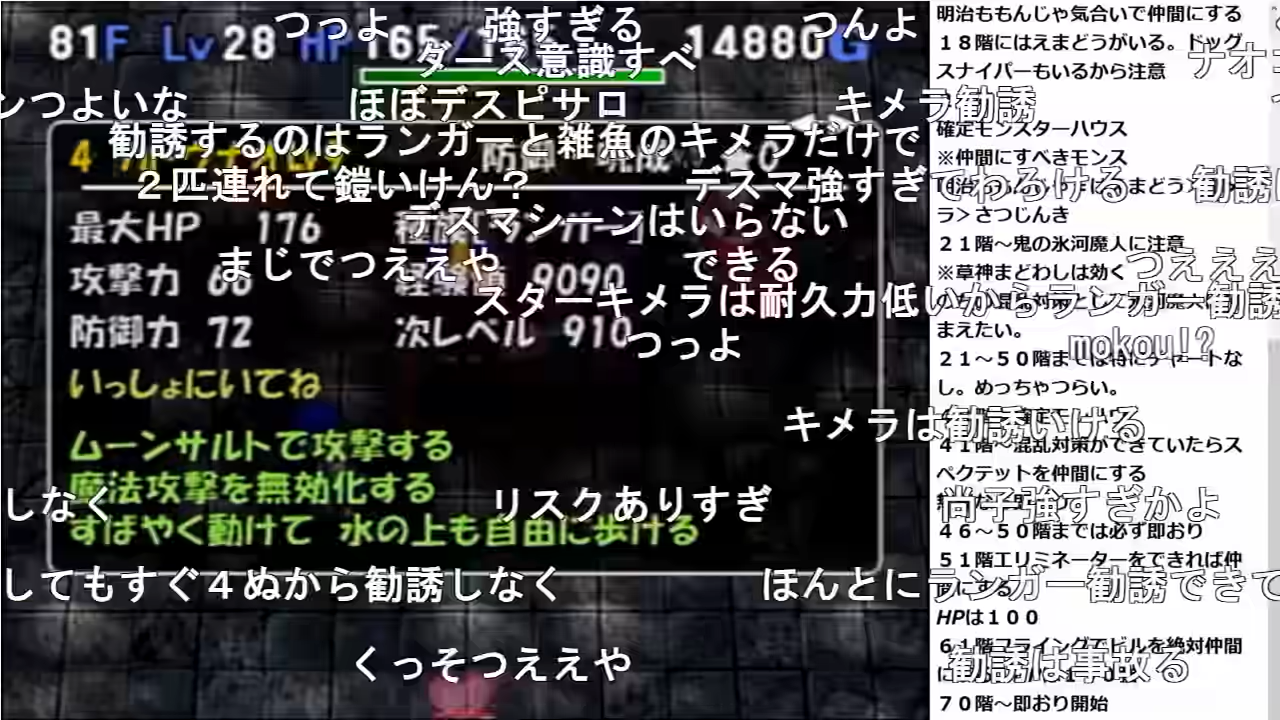 81F Lv28 HP165/1 14880G
つっよ
強すぎる
つんよ
ダース意識すべ
ナオコ
ンつよいな
ほぼデスピサロ
キメラ勧誘
勧誘するのはランガーと雑魚のキメラだけで
4
２匹連れて鎧いけん？
デスマ強すぎてわろける
勧誘は
最大HP 176
デスマシーンはいらない
攻撃力 66
まじでつええや
9090
できる
つええええ
スターキメラは耐久力低いからランガー勧誘
防御力 72 次レベル 910
つっよ
mokou!?
いっしょにいてね
キメラは勧誘いける
ムーンサルトで攻撃する
魔法攻撃を無効化する
しなく
リスクありすぎ
尚子強すぎかよ
すばやく動けて 水の上も自由に歩ける
してもすぐ４ぬから勧誘しなく
ほんとにランガー勧誘できて
くっそつええや
勧誘は事故る
明治ももんじゃ気合いで仲間にする
１８階にはえまどうがいる。ドッグ
スナイパーもいるから注意
確定モンスターハウス
※仲間にすべきモンス
ラ＞さつじんき
２１階～鬼の氷河魔人に注意
※草神まどわしは効く
まえたい。
２１～５０階までは特にチャートな
し。めっちゃつらい。
４１階～混乱対策ができていたらス
ペクテットを仲間にする
４６～５０階までは必ず即おり
５１階エリミネーターをできれば仲
間にする
HPは１００
６１階フライングデビルを絶対仲間
７０階～即おり開始